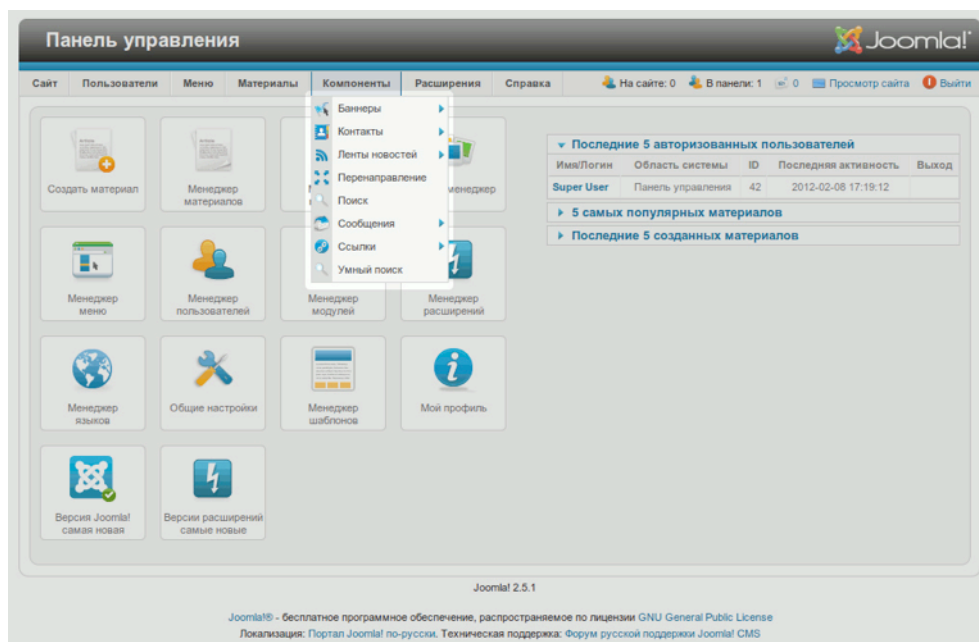 Панель управления
Joomla!
Сайт Пользователи Меню Материалы Компоненты Расширения Справка На сайте: 0 В панели: 1 0 Просмотр сайта Выйти
Баннеры
Контакты
Ленты новостей
Перенаправление
Поиск
Сообщения
Ссылки
Умный поиск
Создать материал
Менеджер
материалов
менеджер
Менеджер
меню
Менеджер
пользователей
Менеджер
модулей
Менеджер
расширений
Менеджер
языков
Общие настройки
Менеджер
шаблонов
Мой профиль
Версия Joomla!
самая новая
Версии расширений
самые новые
Последние 5 авторизованных пользователей
Имя/Логин Область системы ID Последняя активность Выход
Super User Панель управления 42 2012-02-08 17:19:12
5 самых популярных материалов
Последние 5 созданных материалов
Joomla! 2.5.1
Joomla!® - бесплатное программное обеспечение, распространяемое по лицензии GNU General Public License
Локализация: Портал Joomla! по-русски. Техническая поддержка: Форум русской поддержки Joomla! CMS